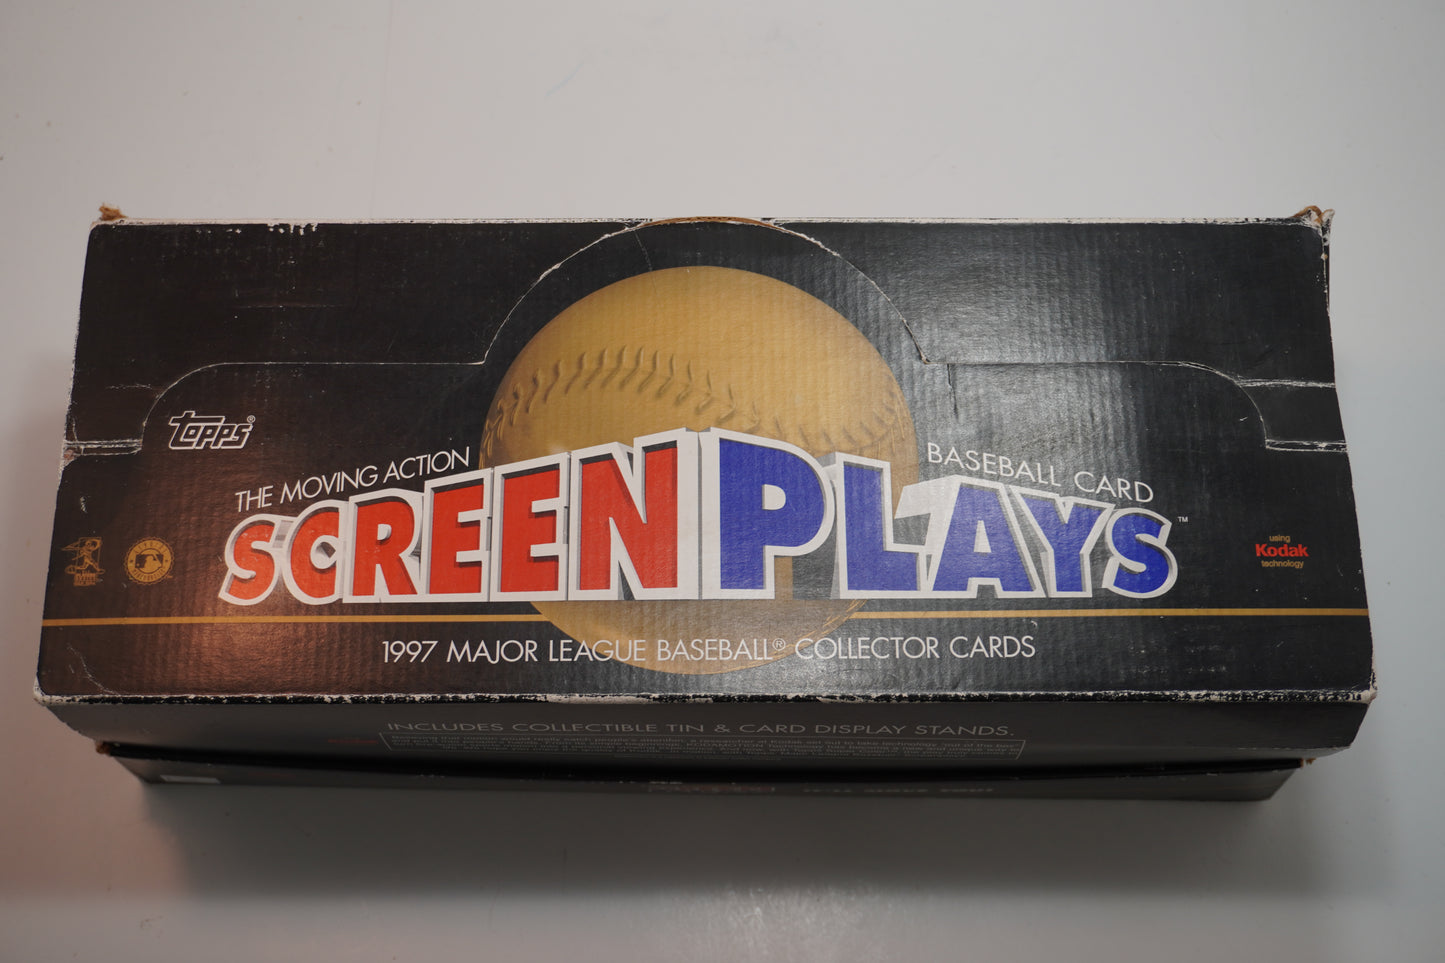 TOPPS®
THE MOVING ACTION
BASEBALL CARD
SCREENPLAYS™
using
Kodak
technology
1997 MAJOR LEAGUE BASEBALL® COLLECTOR CARDS
INCLUDES COLLECTIBLE TIN & CARD DISPLAY STANDS.